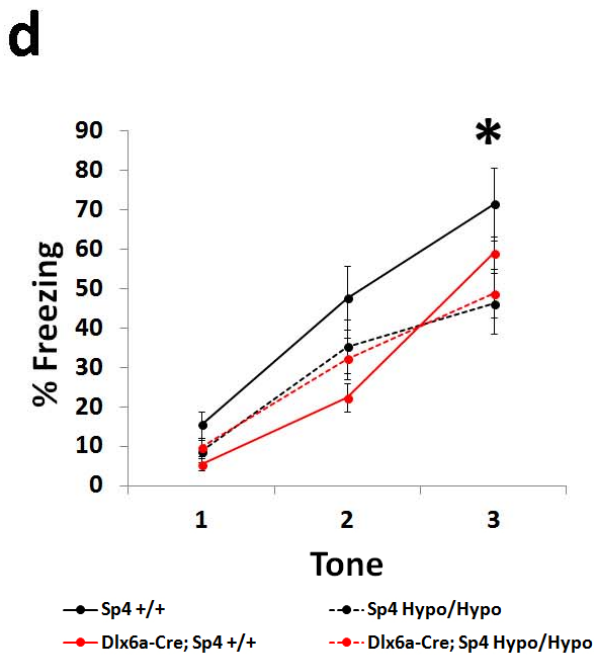 d
*
90
80
70
60
50
40
30
20
10
0
% Freezing
1 2 3
Tone
Sp4 +/+ Sp4 Hypo/Hypo
Dlx6a-Cre; Sp4 +/+ Dlx6a-Cre; Sp4 Hypo/Hypo